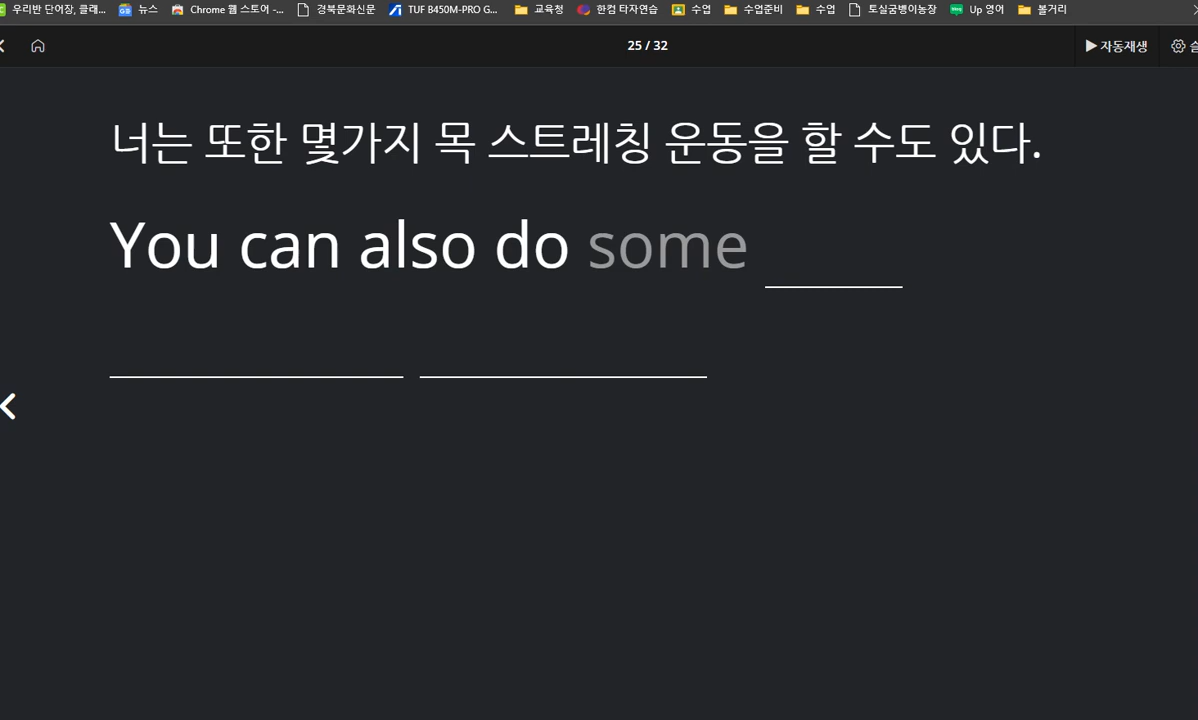 우리반 단어장, 클래... 뉴스 Chrome 웹 스토어 -... 경북문화신문 TUF B450M-PRO G... 교육청 한컴 타자연습 수업 수업준비 수업 토실굼벵이농장 Up 영어 볼거리
25 / 32 자동재생
너는 또한 몇가지 목 스트레칭 운동을 할 수도 있다.
You can also do some